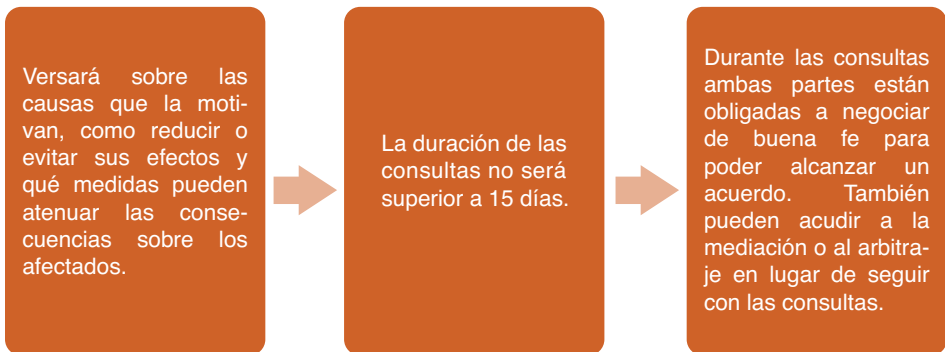 Versará sobre las
causas que la moti-
van, como reducir o
evitar sus efectos y
qué medidas pueden
atenuar las conse-
cuencias sobre los
afectados.
La duración de las
consultas no será
superior a 15 días.
Durante las consultas
ambas partes están
obligadas a negociar
de buena fe para
poder alcanzar un
acuerdo. También
pueden acudir a la
mediación o al arbitra-
je en lugar de seguir
con las consultas.